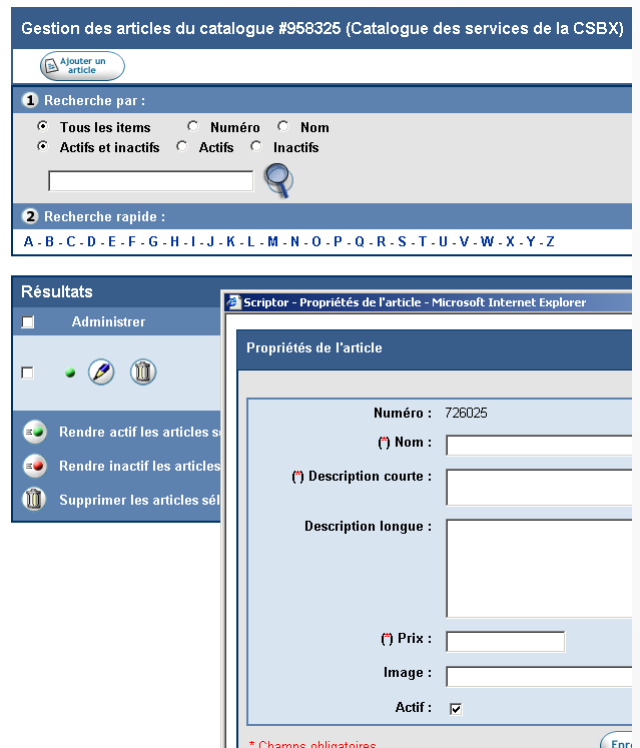 Gestion des articles du catalogue #958325 (Catalogue des services de la CSBX)
Ajouter un
article
1 Recherche par :
Tous les items Numéro Nom
Actifs et inactifs Actifs Inactifs
2 Recherche rapide :
A - B - C - D - E - F - G - H - I - J - K - L - M - N - O - P - Q - R - S - T - U - V - W - X - Y - Z
Résultats
Administrer
Rendre actif les articles s
Rendre inactif les articles
Supprimer les articles sél
Scriptor - Propriétés de l'article - Microsoft Internet Explorer
Propriétés de l'article
Numéro : 726025
(*) Nom :
(*) Description courte :
Description longue :
(*) Prix :
Image :
Actif :
* Champs obligatoires
Enr